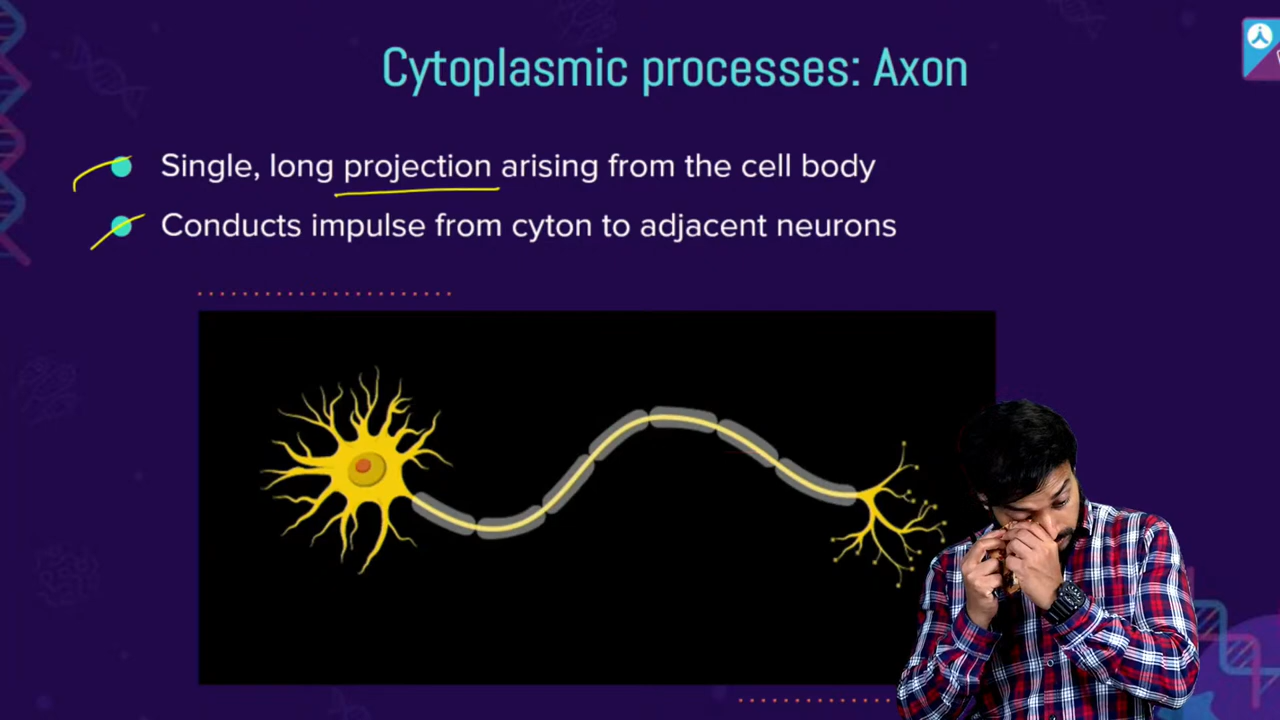 Cytoplasmic processes: Axon
Single, long projection arising from the cell body
Conducts impulse from cyton to adjacent neurons